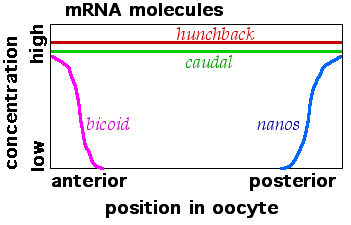 mRNA molecules
hunchback
caudal
bicoid
nanos
concentration
high
low
anterior
posterior
position in oocyte